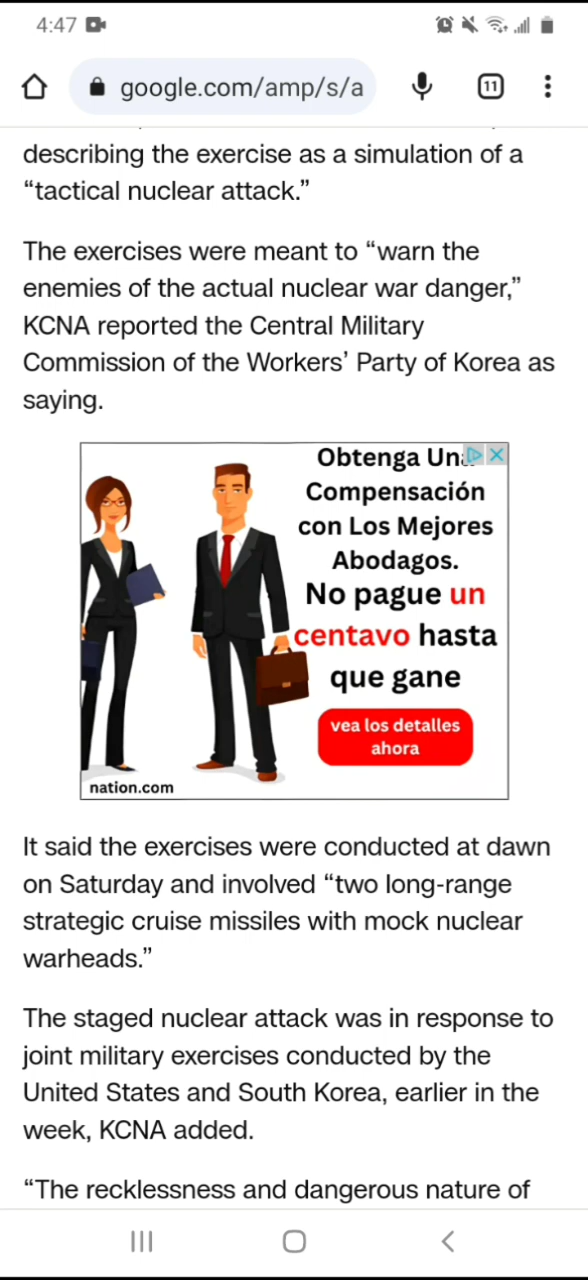 4:47
google.com/amp/s/a
11
describing the exercise as a simulation of a
“tactical nuclear attack.”
The exercises were meant to “warn the
enemies of the actual nuclear war danger,”
KCNA reported the Central Military
Commission of the Workers’ Party of Korea as
saying.
Obtenga Una
Compensación
con Los Mejores
Abodagos.
No pague un
centavo hasta
que gane
vea los detalles
ahora
nation.com
It said the exercises were conducted at dawn
on Saturday and involved “two long-range
strategic cruise missiles with mock nuclear
warheads.”
The staged nuclear attack was in response to
joint military exercises conducted by the
United States and South Korea, earlier in the
week, KCNA added.
“The recklessness and dangerous nature of